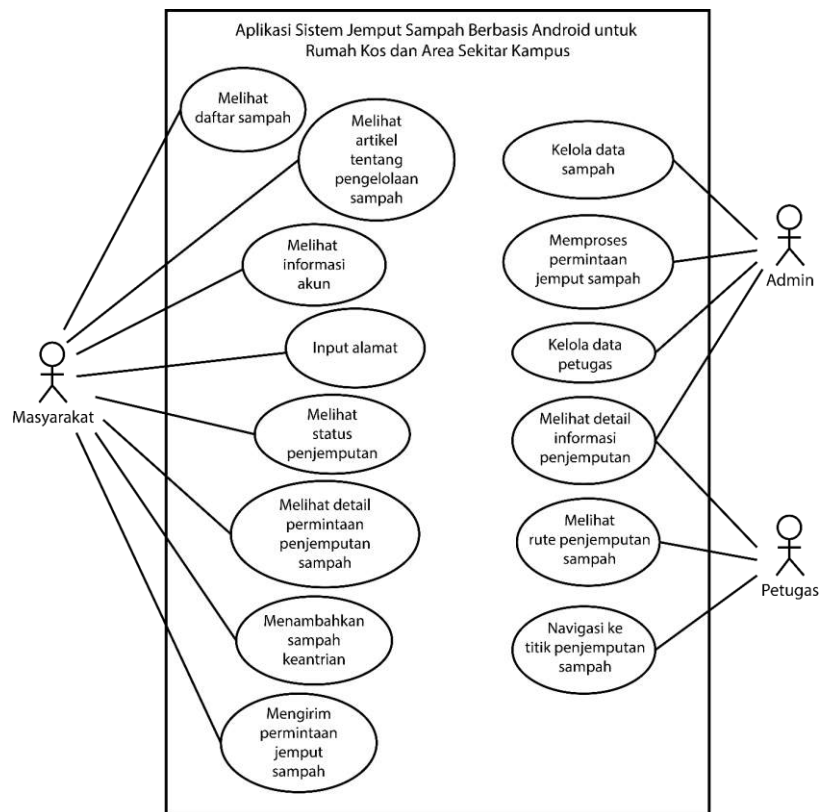 Aplikasi Sistem Jemput Sampah Berbasis Android untuk
Rumah Kos dan Area Sekitar Kampus
Melihat
daftar sampah
Melihat
artikel
tentang
pengelolaan
sampah
Melihat
informasi
akun
Input alamat
Melihat
status
penjemputan
Melihat detail
permintaan
penjemputan
sampah
Menambahkan
sampah
keantrian
Mengirim
permintaan
jemput
sampah
Masyarakat
Kelola data
sampah
Memproses
permintaan
jemput sampah
Kelola data
petugas
Melihat detail
informasi
penjemputan
Melihat
rute penjemputan
sampah
Navigasi ke
titik penjemputan
sampah
Admin
Petugas